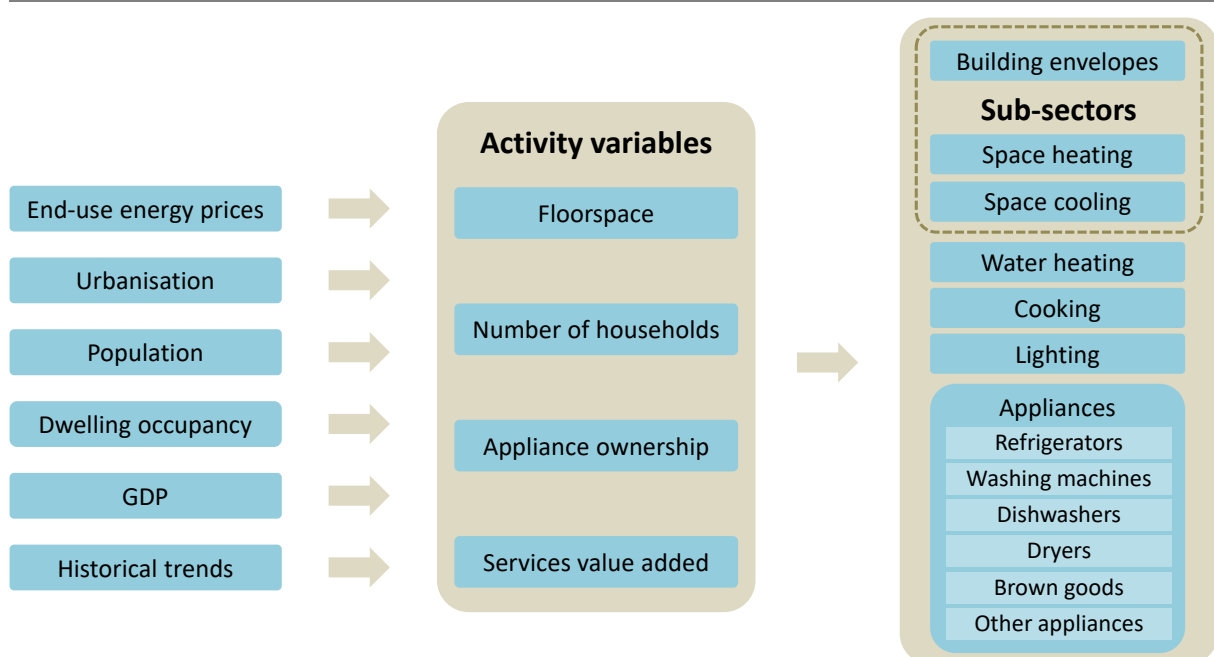 End-use energy prices
Urbanisation
Population
Dwelling occupancy
GDP
Historical trends
Activity variables
Floorspace
Number of households
Appliance ownership
Services value added
Building envelopes
Sub-sectors
Space heating
Space cooling
Water heating
Cooking
Lighting
Appliances
Refrigerators
Washing machines
Dishwashers
Dryers
Brown goods
Other appliances